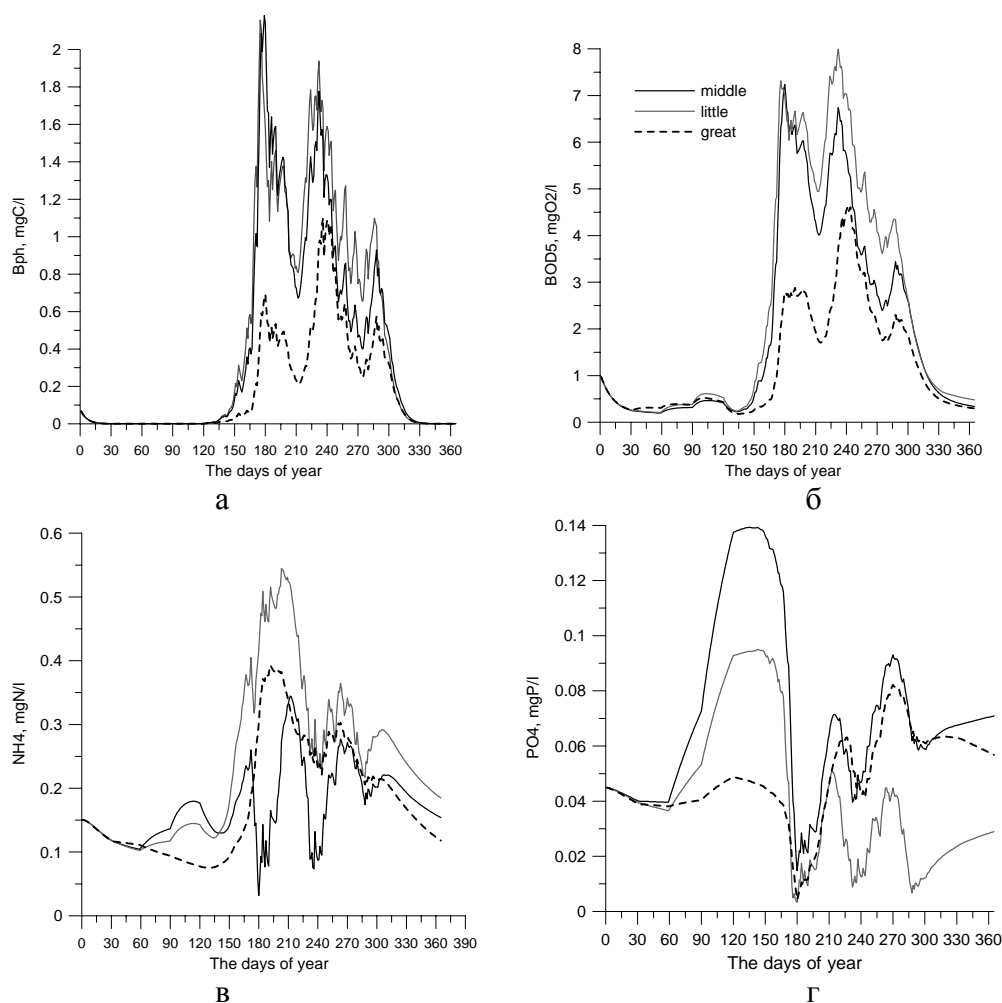 2
1.8
1.6
1.4
1.2
1
0.8
0.6
0.4
0.2
0
Bph, mgC/l
0 30 60 90 120 150 180 210 240 270 300 330 360
The days of year
а
8
7
6
5
4
3
2
1
0
BOD5, mgO2/l
middle
little
great
0 30 60 90 120 150 180 210 240 270 300 330 360
The days of year
б
0.6
0.5
0.4
0.3
0.2
0.1
0
NH4, mgN/l
0 30 60 90 120 150 180 210 240 270 300 330 360 390
The days of year
в
0.14
0.12
0.1
0.08
0.06
0.04
0.02
0
PO4, mgP/l
0 30 60 90 120 150 180 210 240 270 300 330 360
The days of year
г